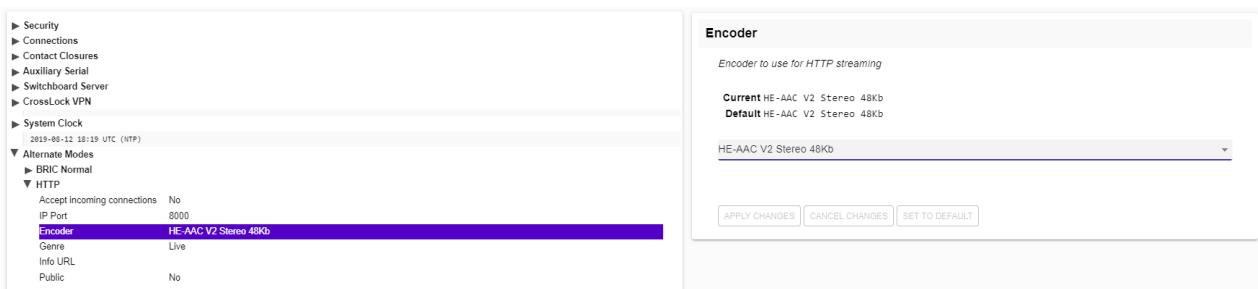 Security
Connections
Contact Closures
Auxiliary Serial
Switchboard Server
CrossLock VPN
System Clock
2019-08-12 18:19 UTC (NTP)
Alternate Modes
BRIC Normal
HTTP
Accept incoming connections No
IP Port 8000
Encoder HE-AAC V2 Stereo 48Kb
Genre Live
Info URL
Public No
Encoder
Encoder to use for HTTP streaming
Current HE-AAC V2 Stereo 48Kb
Default HE-AAC V2 Stereo 48Kb
HE-AAC V2 Stereo 48Kb
APPLY CHANGES CANCEL CHANGES SET TO DEFAULT